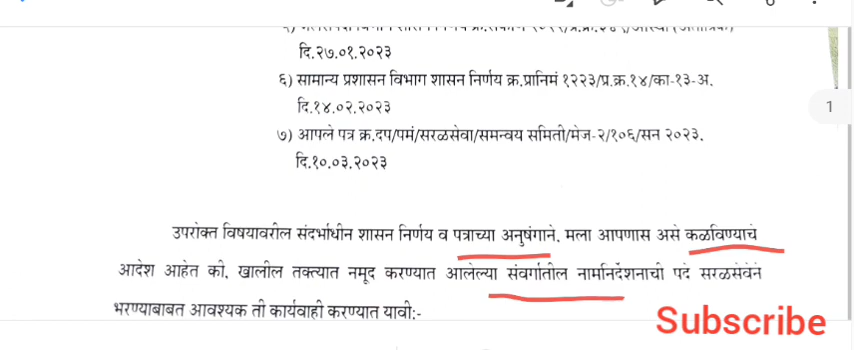 दि.२७.०१.२०२३
६) सामान्य प्रशासन विभाग शासन निर्णय क्र.प्रानिमं १२२३/प्र.क्र.१४/का-१३-अ.
दि.१४.०२.२०२३
७) आपले पत्र क्र.दप/पमं/सरळसेवा/समन्वय समिती/मेज-२/१०६/सन २०२३.
दि.१०.०३.२०२३
1
उपरोक्त विषयावरील संदर्भाधीन शासन निर्णय व पत्राच्या अनुषंगाने. मला आपणास असे कळविण्याचे
आदेश आहेत की, खालील तक्त्यात नमूद करण्यात आलेल्या संवर्गातील नामनिर्देशनाची पदे सरळसेवेने
भरण्याबाबत आवश्यक ती कार्यवाही करण्यात यावी:-
Subscribe